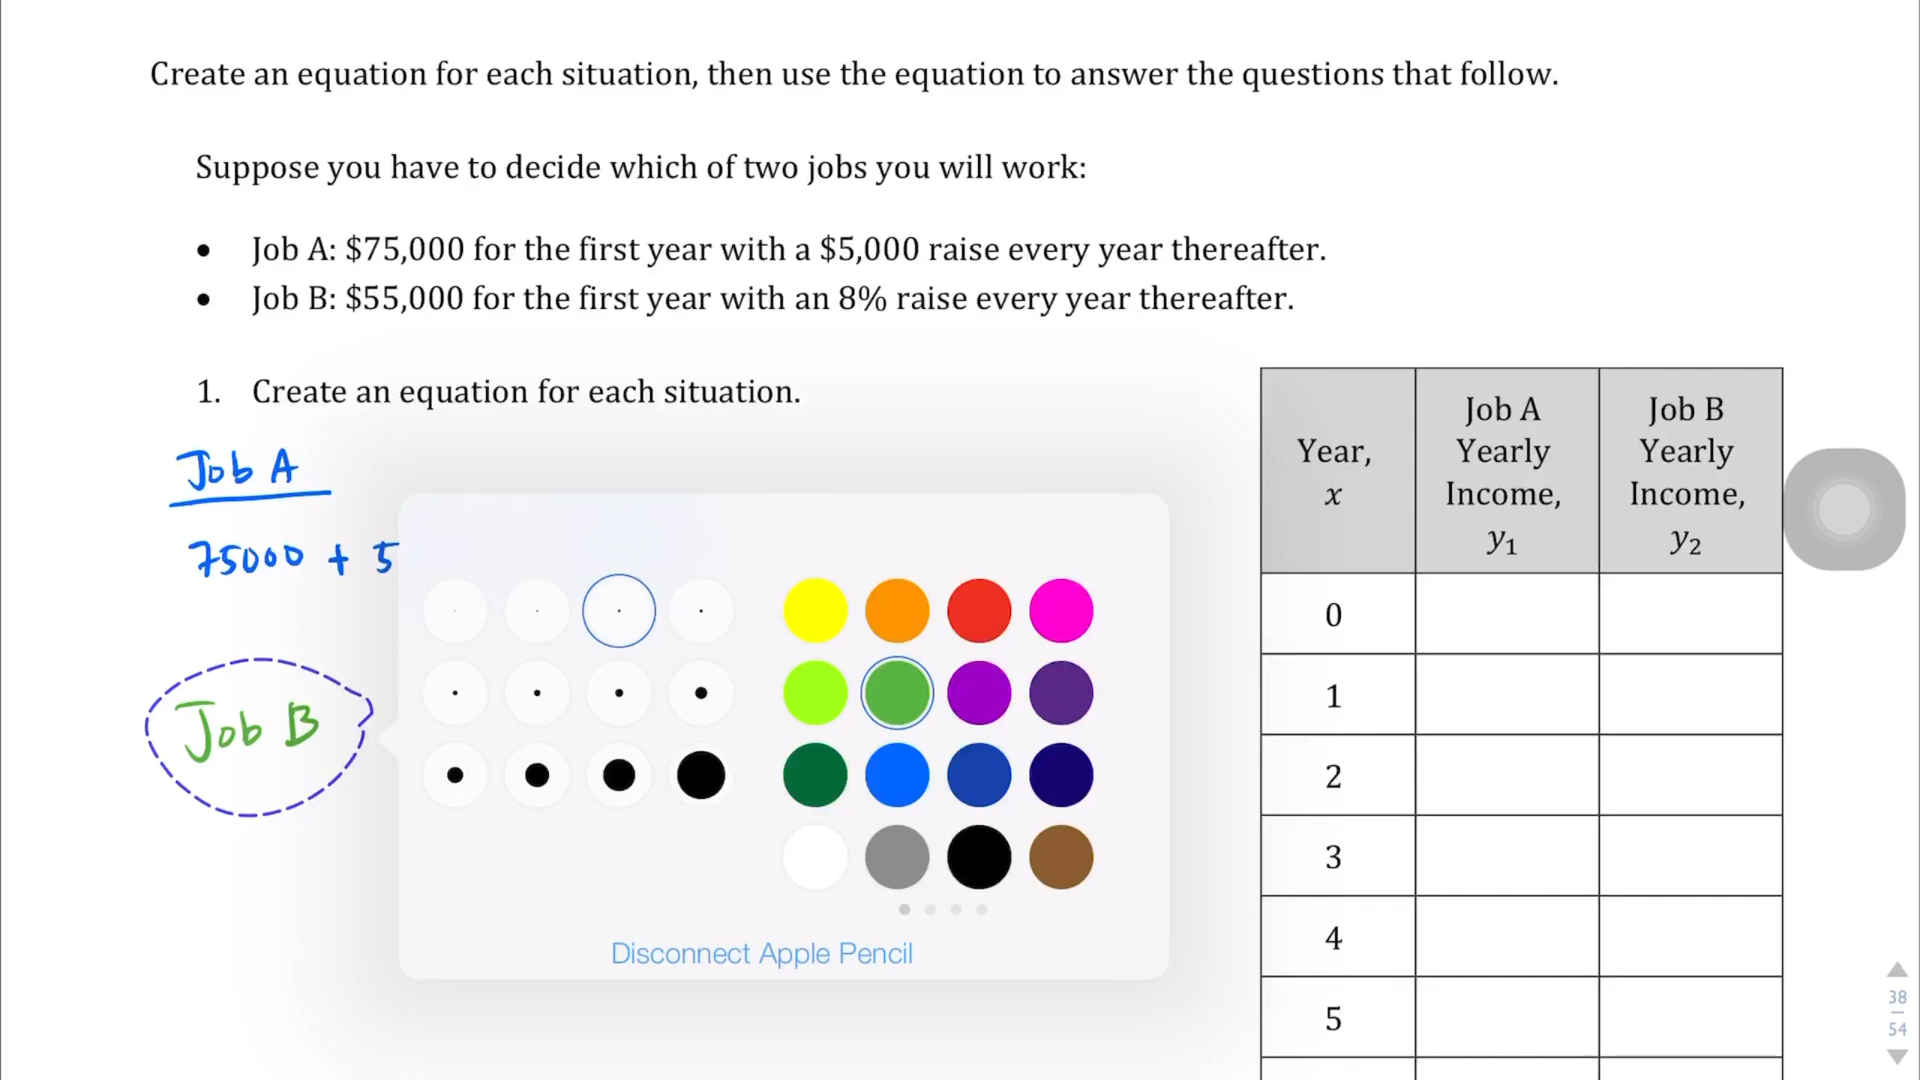 Create an equation for each situation, then use the equation to answer the questions that follow.
Suppose you have to decide which of two jobs you will work:
• Job A: $75,000 for the first year with a $5,000 raise every year thereafter.
• Job B: $55,000 for the first year with an 8% raise every year thereafter.
1. Create an equation for each situation.
Job A
75000 + 5
Job B
Disconnect Apple Pencil
Year,
x
Job A
Yearly
Income,
y₁
Job B
Yearly
Income,
y₂
0
1
2
3
4
5
38
54